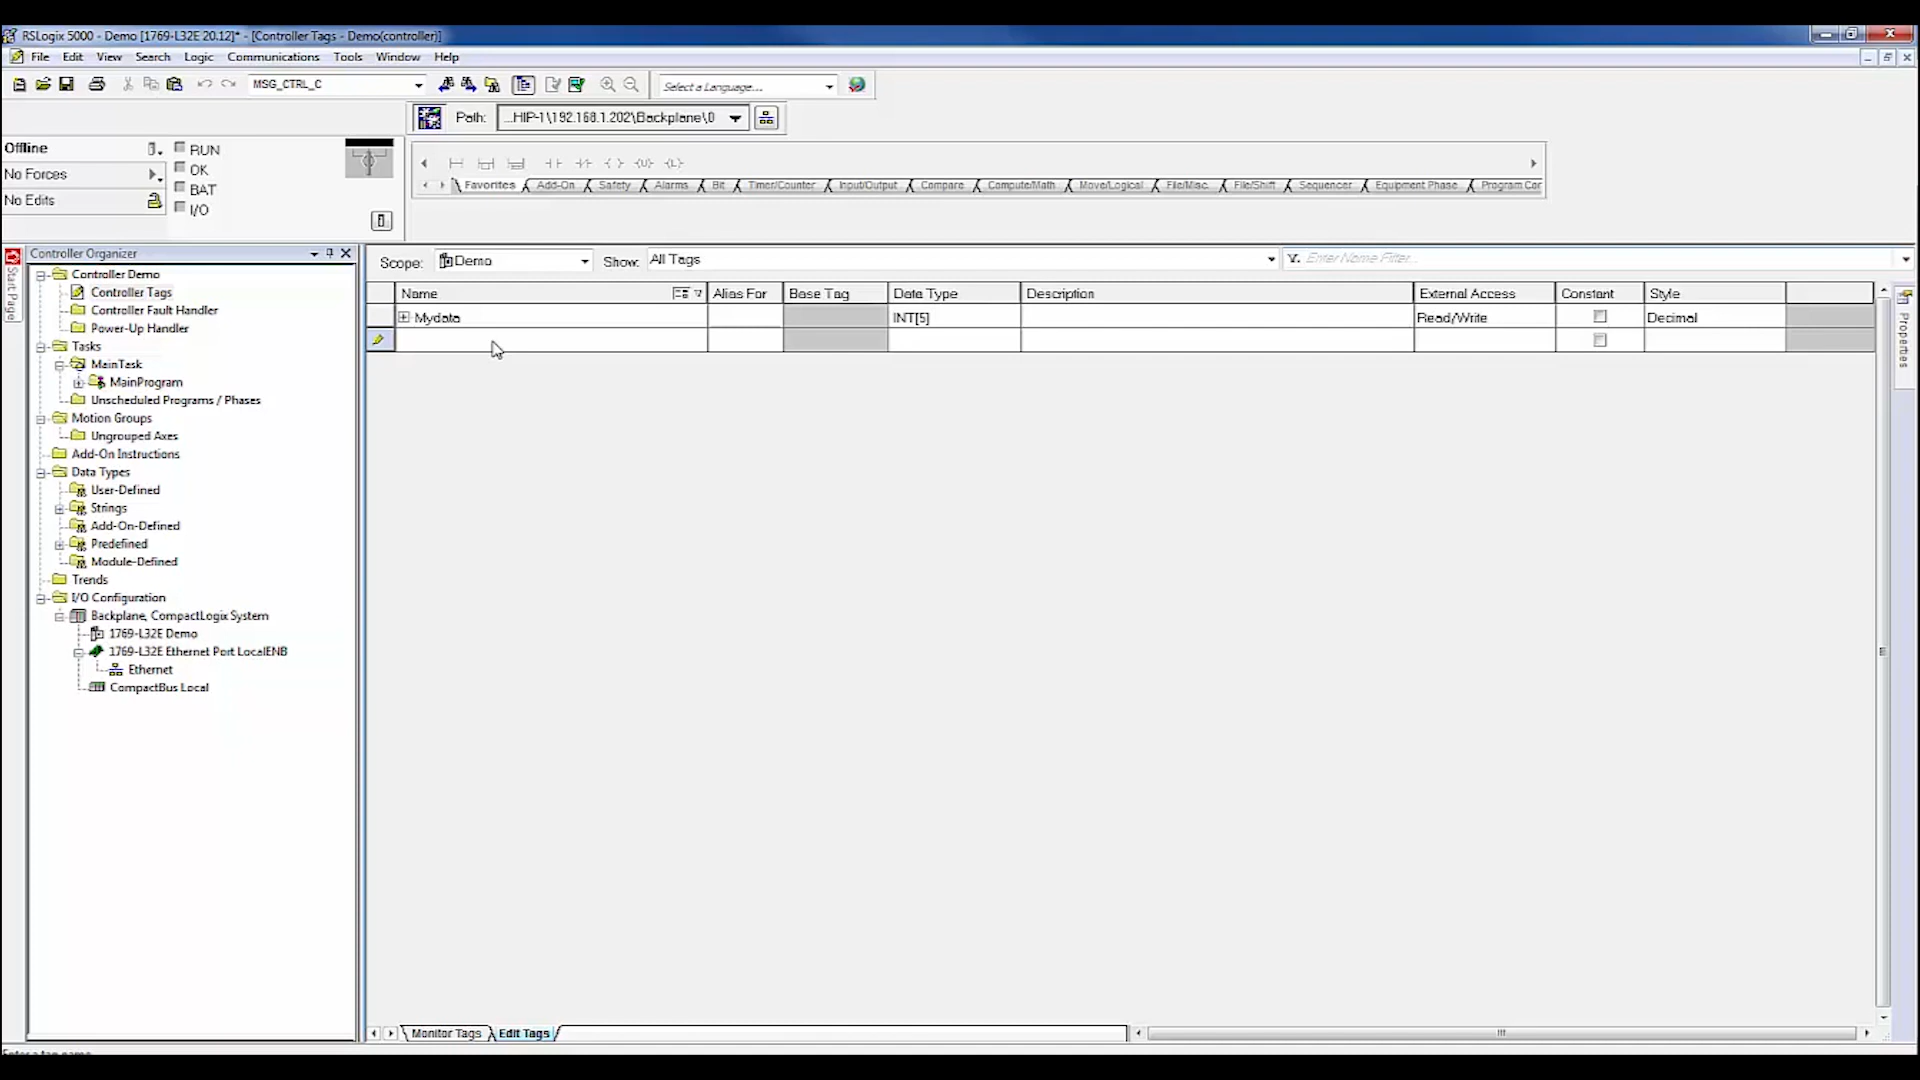 RSLogix 5000 - Demo [1769-L32E 20.12]* - [Controller Tags - Demo(controller)]
File Edit View Search Logic Communications Tools Window Help
MSG_CTRL_C
Select a Language...
Path: ...HIP-1\192.168.1.202\Backplane\0
Offline
RUN
No Forces
OK
No Edits
BAT
I/O
Favorites Add-On Safety Alarms Bit Timer/Counter Input/Output Compare Compute/Math Move/Logical File/Misc. File/Shift Sequencer Equipment Phase Program Con
Start Page
Controller Organizer
Controller Demo
Controller Tags
Controller Fault Handler
Power-Up Handler
Tasks
MainTask
MainProgram
Unscheduled Programs / Phases
Motion Groups
Ungrouped Axes
Add-On Instructions
Data Types
User-Defined
Strings
Add-On-Defined
Predefined
Module-Defined
Trends
I/O Configuration
Backplane, CompactLogix System
1769-L32E Demo
1769-L32E Ethernet Port LocalENB
Ethernet
CompactBus Local
Scope: Demo Show: All Tags Enter Name Filter...
Name Alias For Base Tag Data Type Description External Access Constant Style
Mydata INT[5] Read/Write Decimal
Properties
Monitor Tags Edit Tags